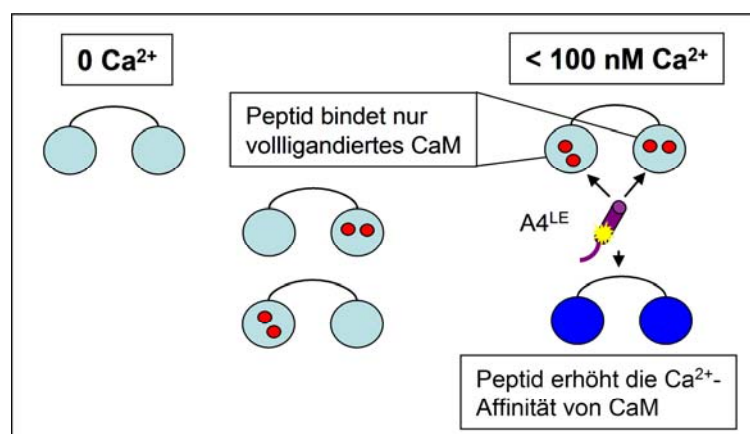 0 Ca²⁺
< 100 nM Ca²⁺
Peptid bindet nur
vollligandiertes CaM
A4ᴸᴱ
Peptid erhöht die Ca²⁺-
Affinität von CaM